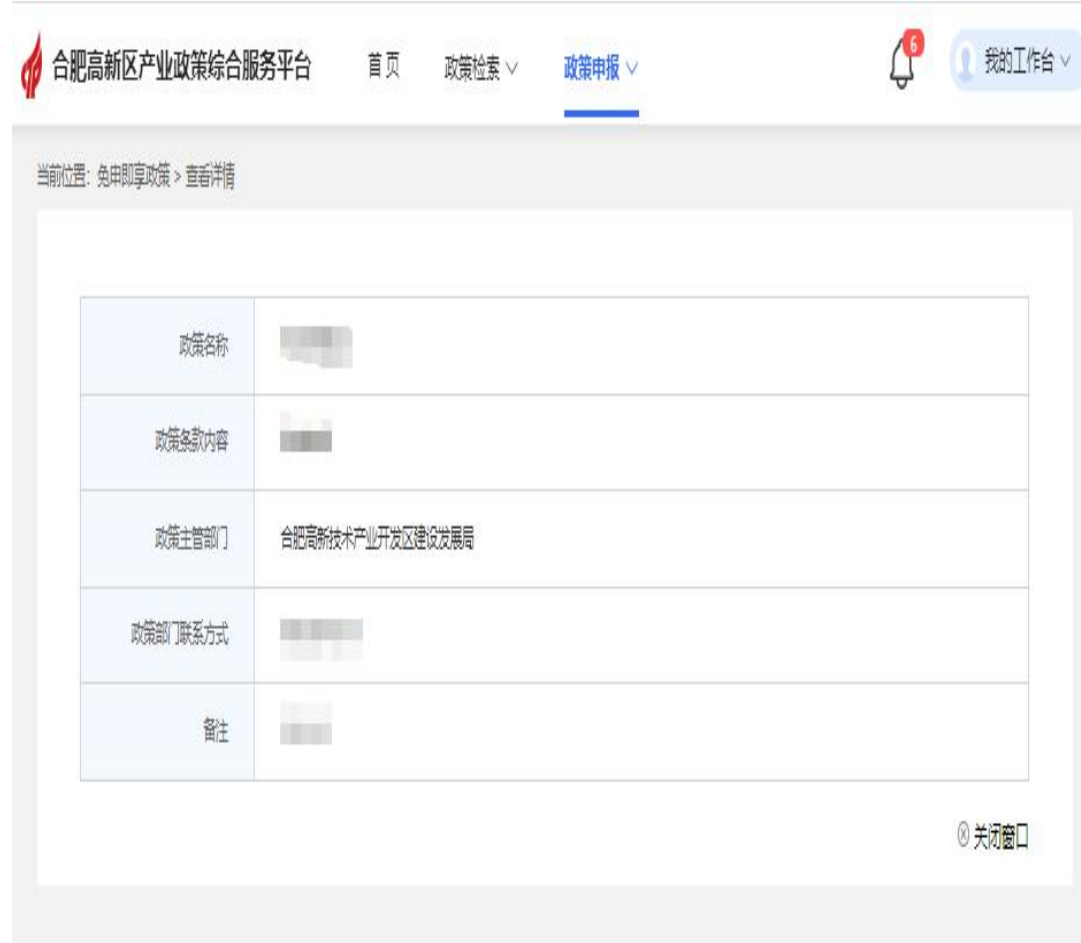 合肥高新区产业政策综合服务平台 首页 政策检索 政策申报 6 我的工作台
当前位置：免申即享政策 > 查看详情
政策名称
政策条款内容
政策主管部门 合肥高新技术产业开发区建设发展局
政策部门联系方式
备注
关闭窗口